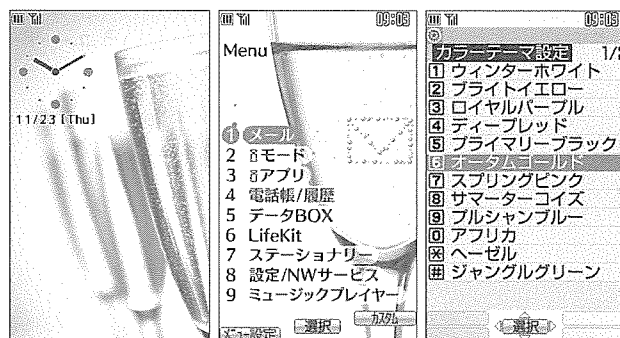 11/23 [Thu]
09:03
Menu
1 メール
2 iモード
3 iアプリ
4 電話帳/履歴
5 データBOX
6 LifeKit
7 ステーショナリー
8 設定/NWサービス
9 ミュージックプレイヤー
カスタム
メニュー設定 選択
09:03
カラーテーマ設定 1/2
1 ウィンターホワイト
2 ブライトイエロー
3 ロイヤルパープル
4 ディープレッド
5 プライマリーブラック
6 オータムゴールド
7 スプリングピンク
8 サマーターコイズ
9 プルシャンブルー
0 アフリカ
* ヘーゼル
# ジャングルグリーン
選択